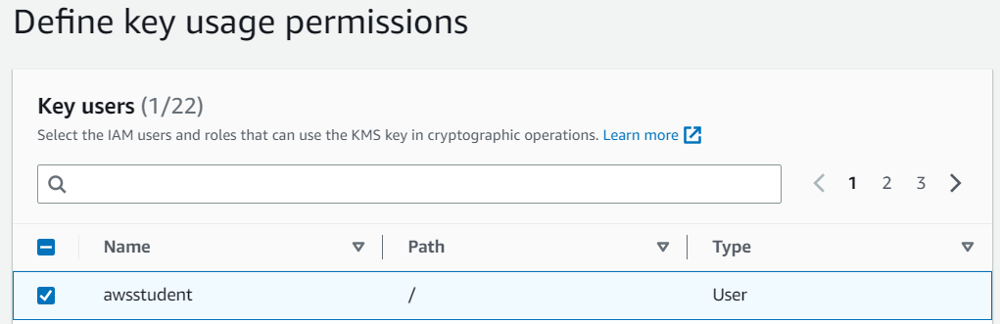 Define key usage permissions
Key users (1/22)
Select the IAM users and roles that can use the KMS key in cryptographic operations. Learn more
1 2 3
Name Path Type
awsstudent / User